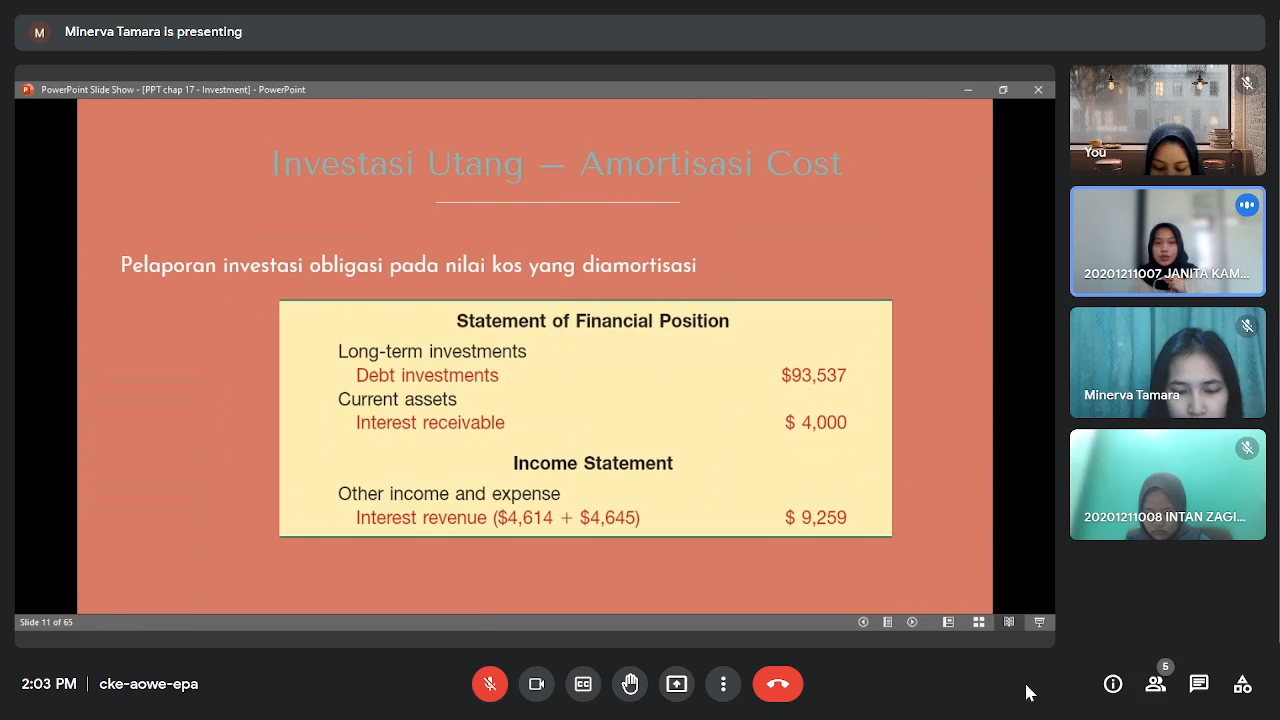 M
Minerva Tamara is presenting
PowerPoint Slide Show - [PPT chap 17 - Investment] - PowerPoint
Investasi Utang – Amortisasi Cost
Pelaporan investasi obligasi pada nilai kos yang diamortisasi
Statement of Financial Position
Long-term investments
Debt investments $93,537
Current assets
Interest receivable $ 4,000
Income Statement
Other income and expense
Interest revenue ($4,614 + $4,645) $ 9,259
Slide 11 of 65
You
20201211007 JANITA KAM...
Minerva Tamara
20201211008 INTAN ZAGI...
2:03 PM | cke-aowe-epa
CC
5